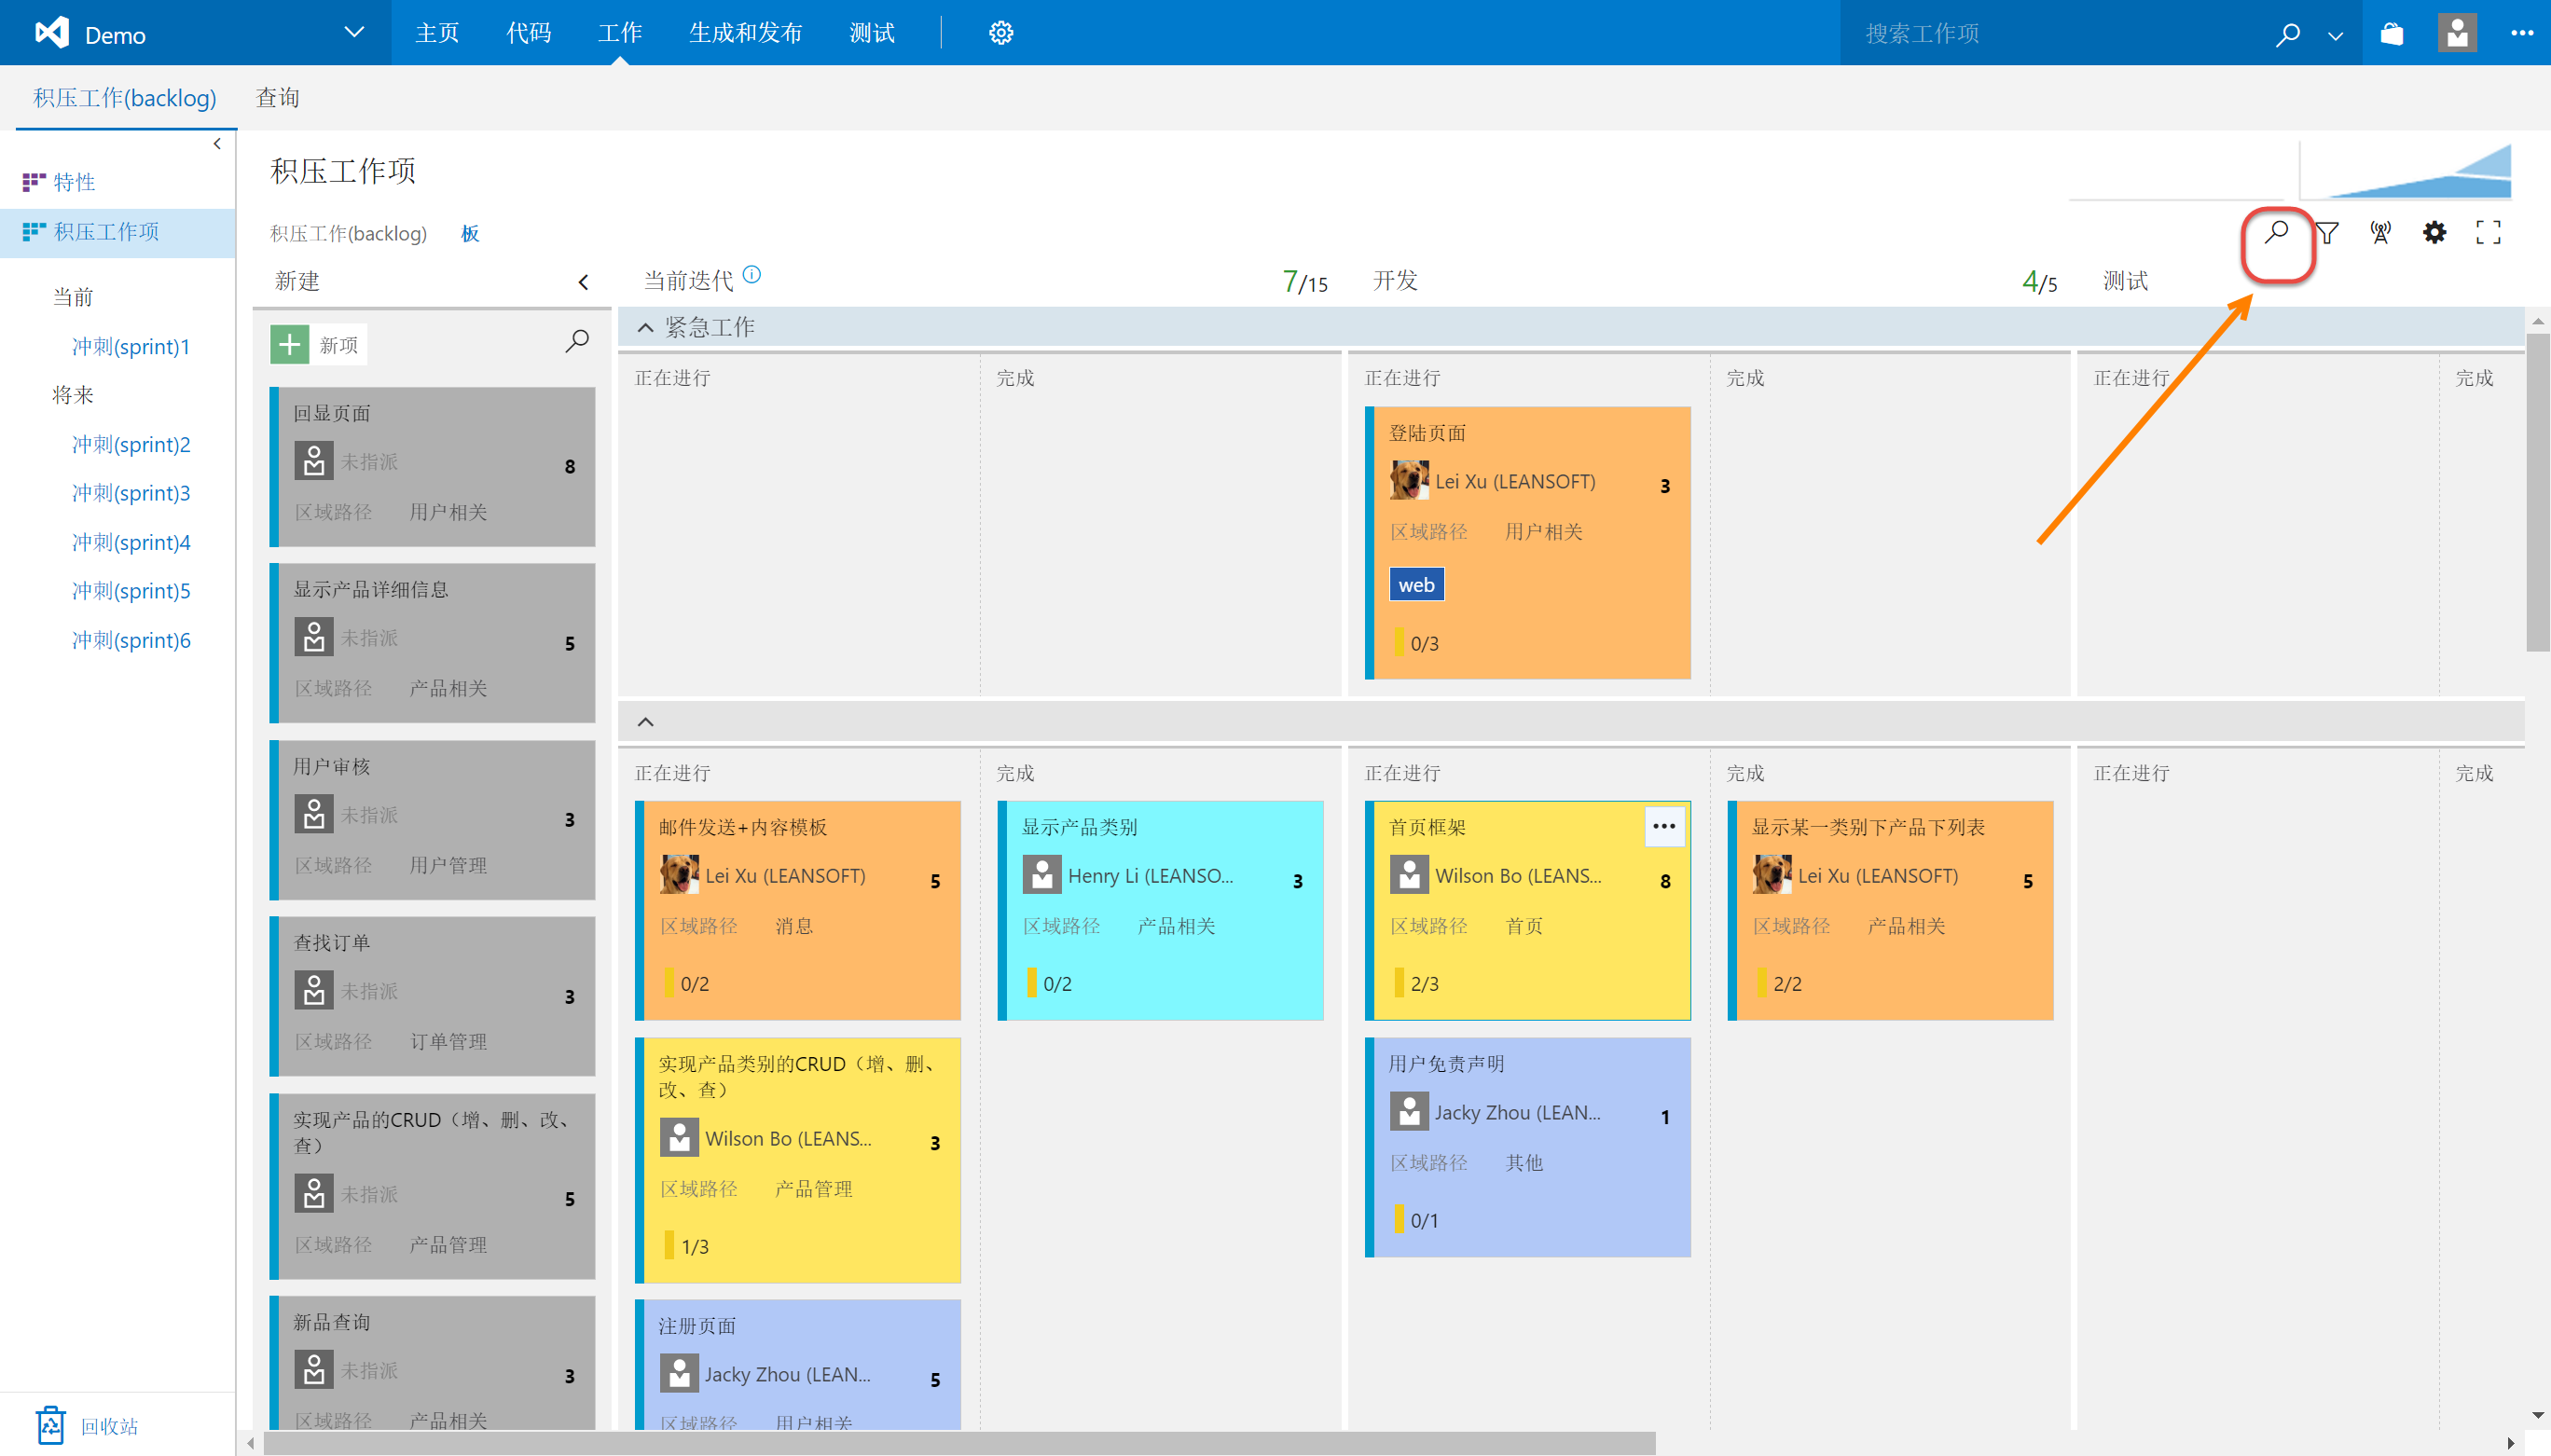 Demo
主页 代码 工作 生成和发布 测试
搜索工作项
积压工作(backlog) 查询
特性
积压工作项
当前
冲刺(sprint)1
将来
冲刺(sprint)2
冲刺(sprint)3
冲刺(sprint)4
冲刺(sprint)5
冲刺(sprint)6
回收站
积压工作项
积压工作(backlog) 板
新建
当前迭代 7/15
开发 4/5
测试
新项
回显页面
未指派 8
区域路径 用户相关
显示产品详细信息
未指派 5
区域路径 产品相关
用户审核
未指派 3
区域路径 用户管理
查找订单
未指派 3
区域路径 订单管理
实现产品的CRUD（增、删、改、
查）
未指派 5
区域路径 产品管理
新品查询
未指派 3
区域路径 产品相关
紧急工作
正在进行 完成 正在进行 完成 正在进行 完成
登陆页面
Lei Xu (LEANSOFT) 3
区域路径 用户相关
web
0/3
正在进行 完成 正在进行 完成 正在进行 完成
邮件发送+内容模板
Lei Xu (LEANSOFT) 5
区域路径 消息
0/2
实现产品类别的CRUD（增、删、
改、查）
Wilson Bo (LEANS... 3
区域路径 产品管理
1/3
注册页面
Jacky Zhou (LEAN... 5
区域路径 用户相关
显示产品类别
Henry Li (LEANSO... 3
区域路径 产品相关
0/2
首页框架
Wilson Bo (LEANS... 8
区域路径 首页
2/3
用户免责声明
Jacky Zhou (LEAN... 1
区域路径 其他
0/1
显示某一类别下产品下列表
Lei Xu (LEANSOFT) 5
区域路径 产品相关
2/2